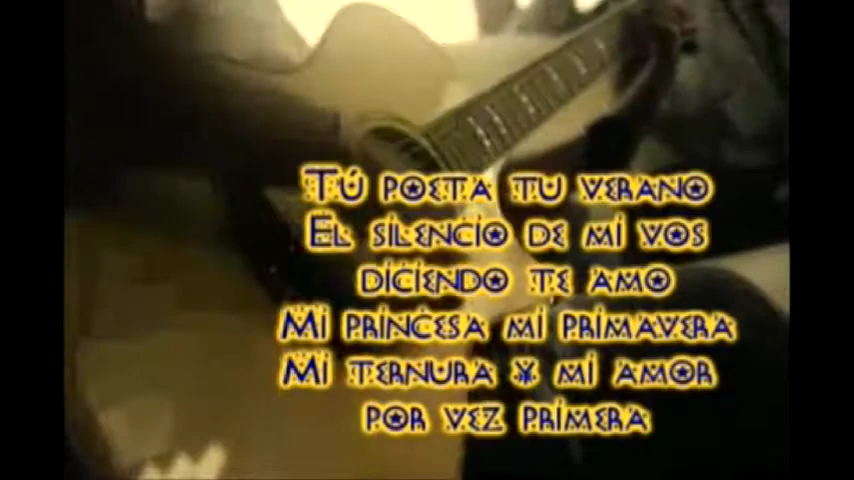 Tú poeta tu verano
El silencio de mi vos
diciendo te amo
Mi princesa mi primavera
Mi ternura y mi amor
por vez primera